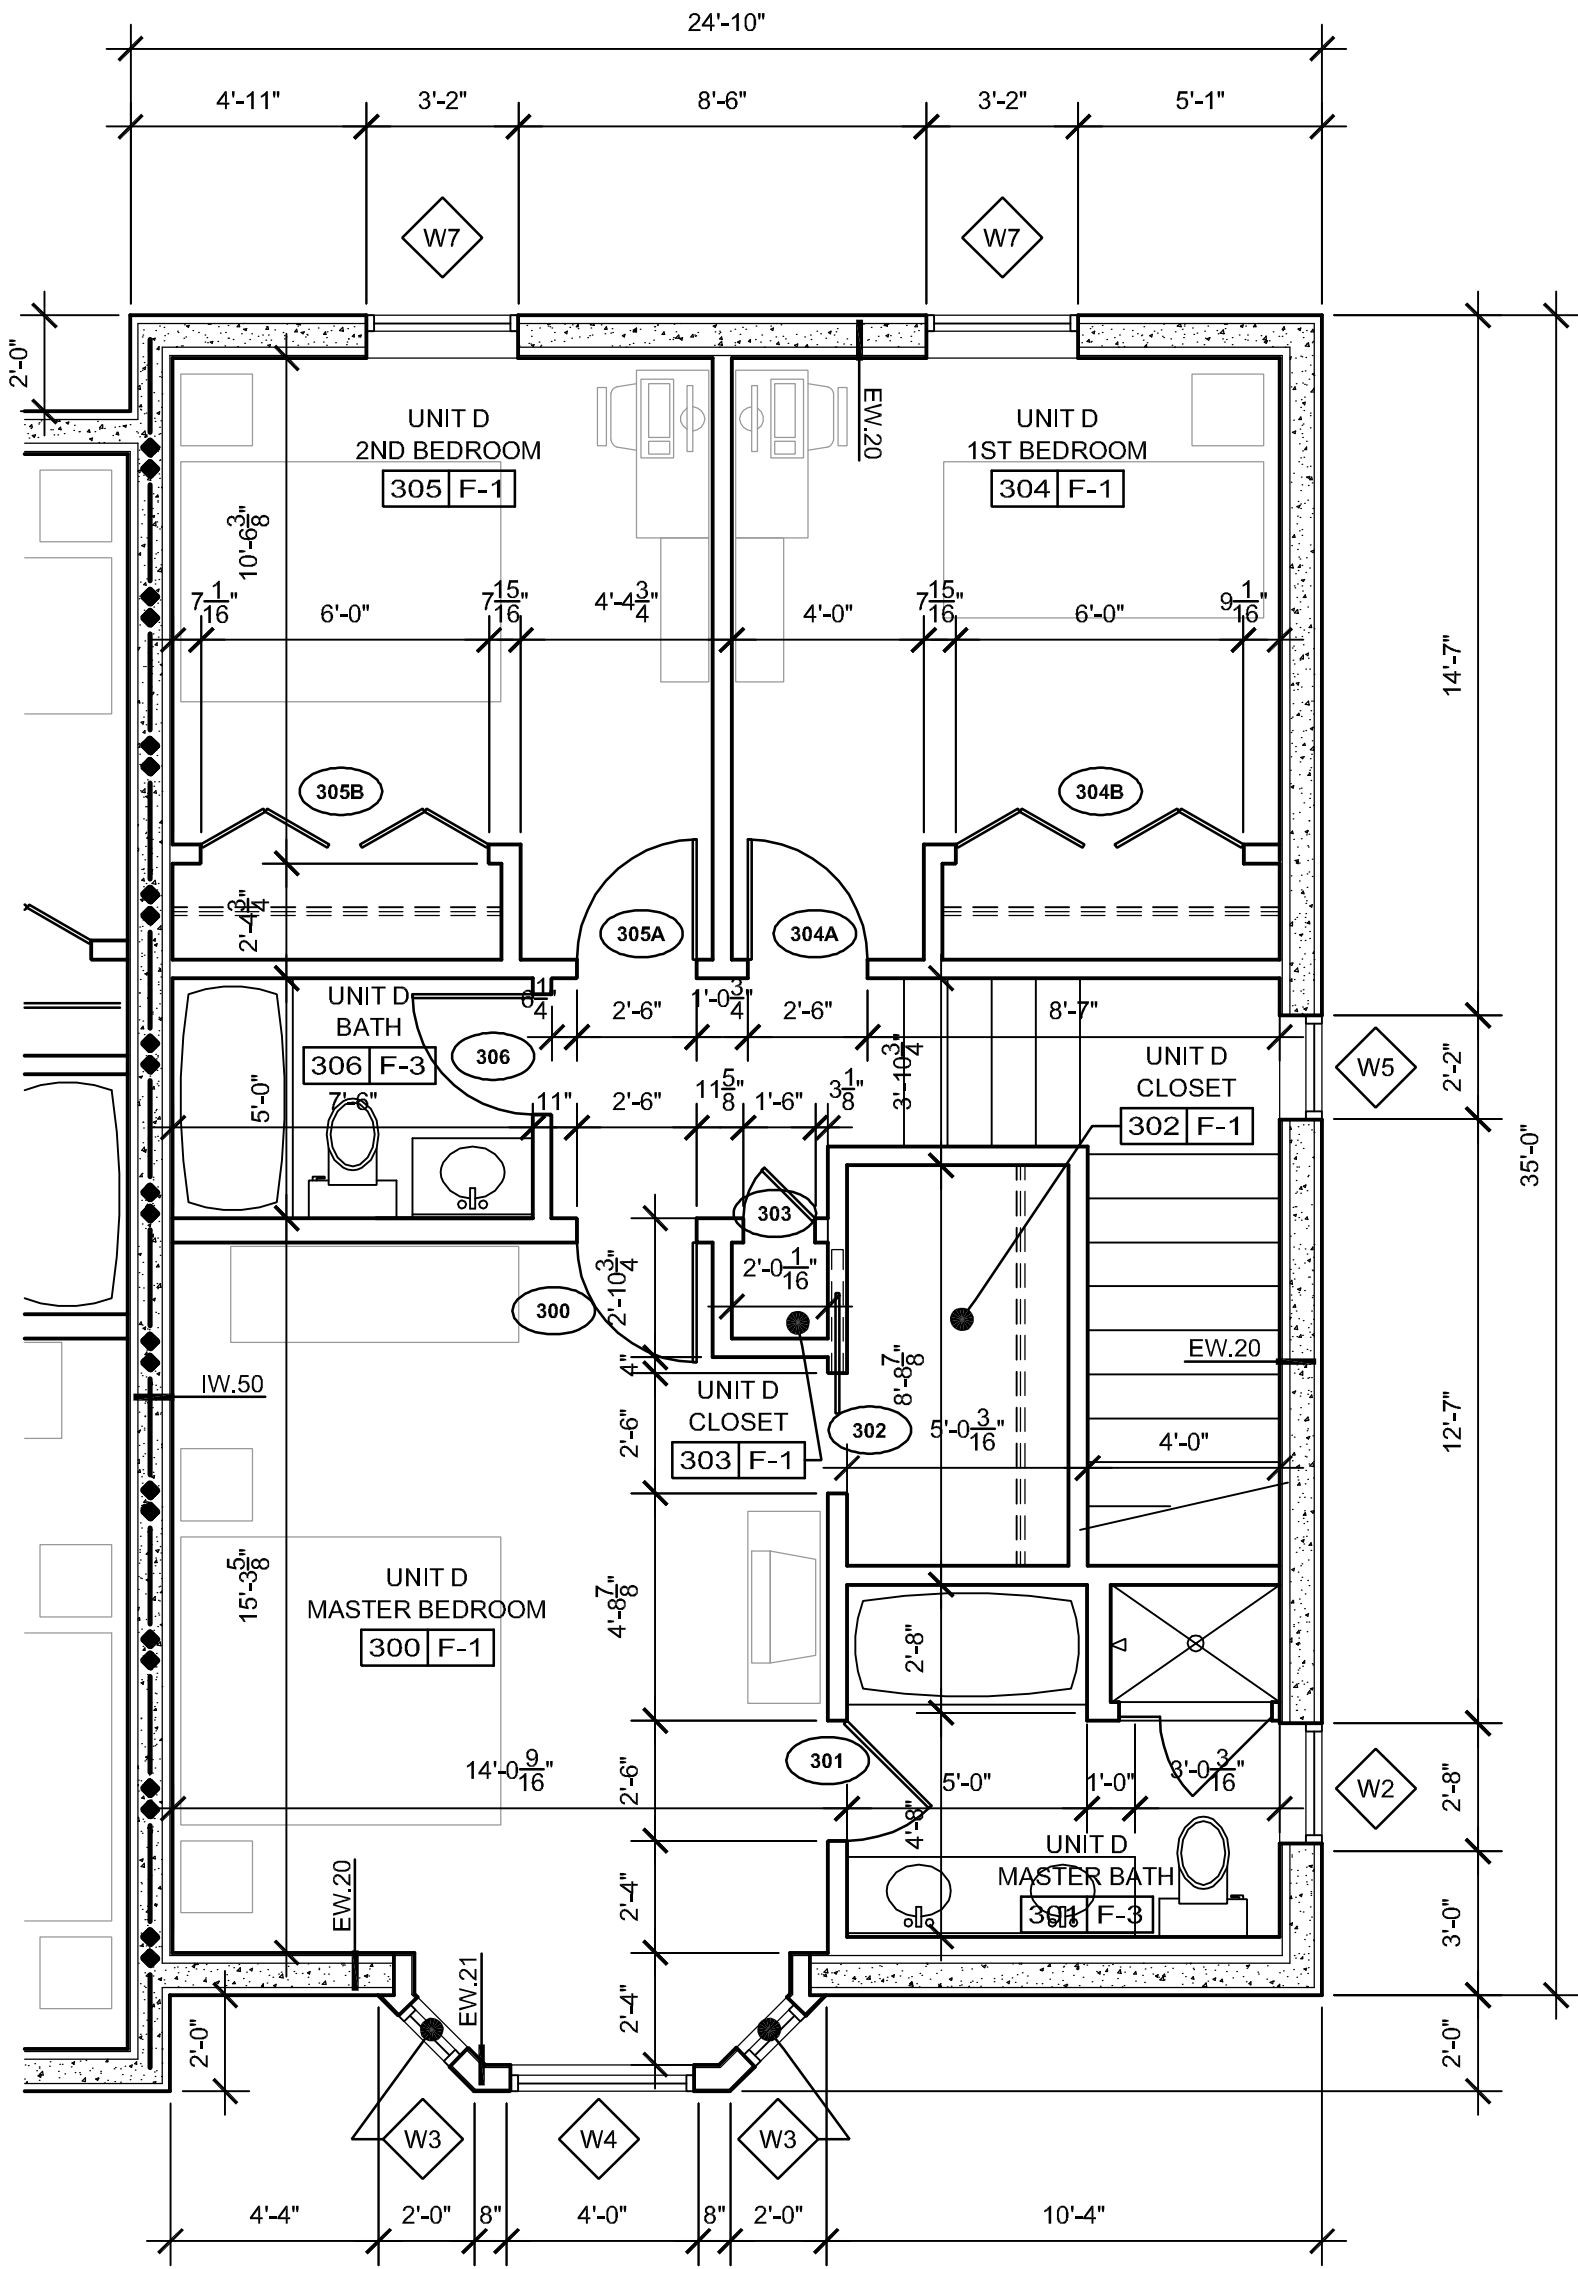 24'-10"
4'-11" 3'-2" 8'-6" 3'-2" 5'-1"
W7 W7
2'-0"
EW.20
UNIT D
2ND BEDROOM
305 F-1
UNIT D
1ST BEDROOM
304 F-1
10'-6 3/8"
7 1/16" 6'-0" 7 15/16" 4'-4 3/4" 4'-0" 7 15/16" 6'-0" 9 1/16"
14'-7"
305B 304B
2'-4 3/4"
305A 304A
UNIT D
BATH
306 F-3
306
6 1/4" 2'-6" 1'-0 3/4" 2'-6" 8'-7"
3'-10 3/4"
UNIT D
CLOSET
302 F-1
W5
2'-2"
35'-0"
5'-0"
7'-6" 11" 2'-6" 11 5/8" 1'-6" 3 1/8"
303
2'-0 1/16"
2'-10 3/4"
300
4"
IW.50
UNIT D
CLOSET
303 F-1
8'-8 7/8"
EW.20
2'-6"
302
5'-0 3/16" 4'-0"
12'-7"
15'-3 5/8"
UNIT D
MASTER BEDROOM
300 F-1
4'-8 7/8"
2'-8"
14'-0 9/16"
2'-6"
301
5'-0" 1'-0" 3'-0 3/16"
4'-8"
W2
2'-8"
UNIT D
MASTER BATH
301 F-3
EW.20
2'-4"
3'-0"
EW.21
2'-4"
2'-0"
2'-0"
W3 W4 W3
4'-4" 2'-0" 8" 4'-0" 8" 2'-0" 10'-4"